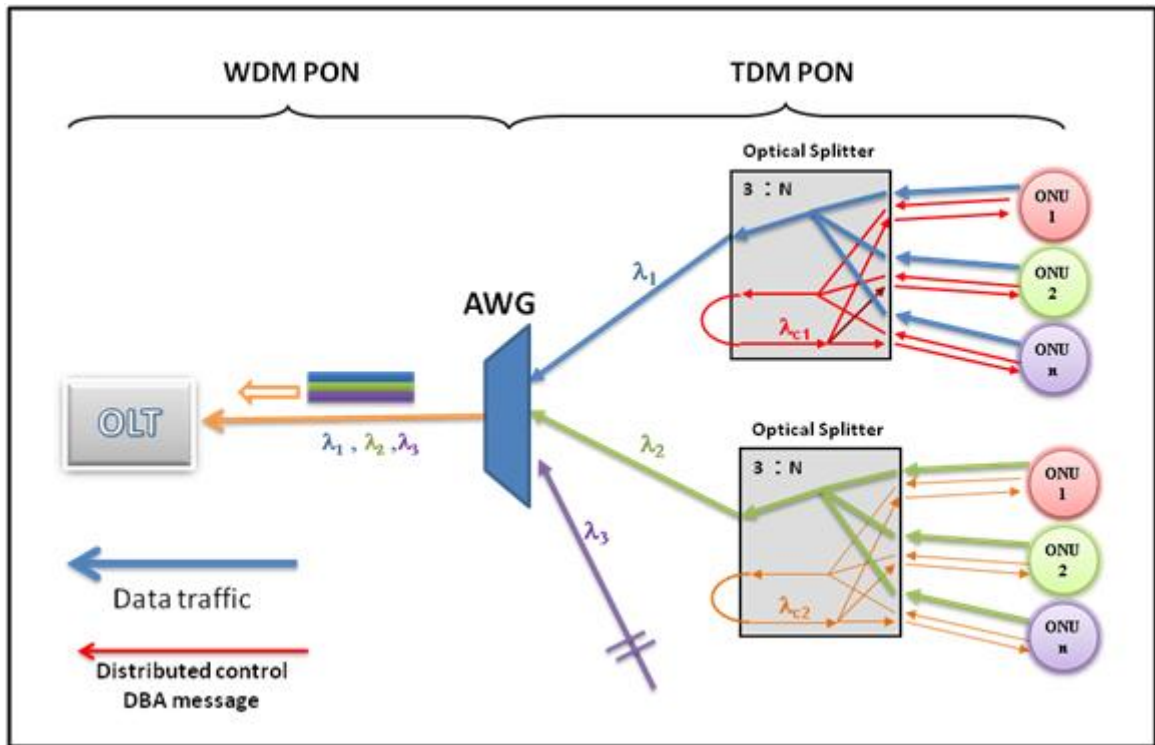 WDM PON
TDM PON
Optical Splitter
3 : N
ONU
1
ONU
2
ONU
n
λ1
λc1
AWG
OLT
λ1 , λ2 ,λ3
Optical Splitter
3 : N
ONU
1
ONU
2
ONU
n
λ2
λc2
λ3
Data traffic
Distributed control
DBA message